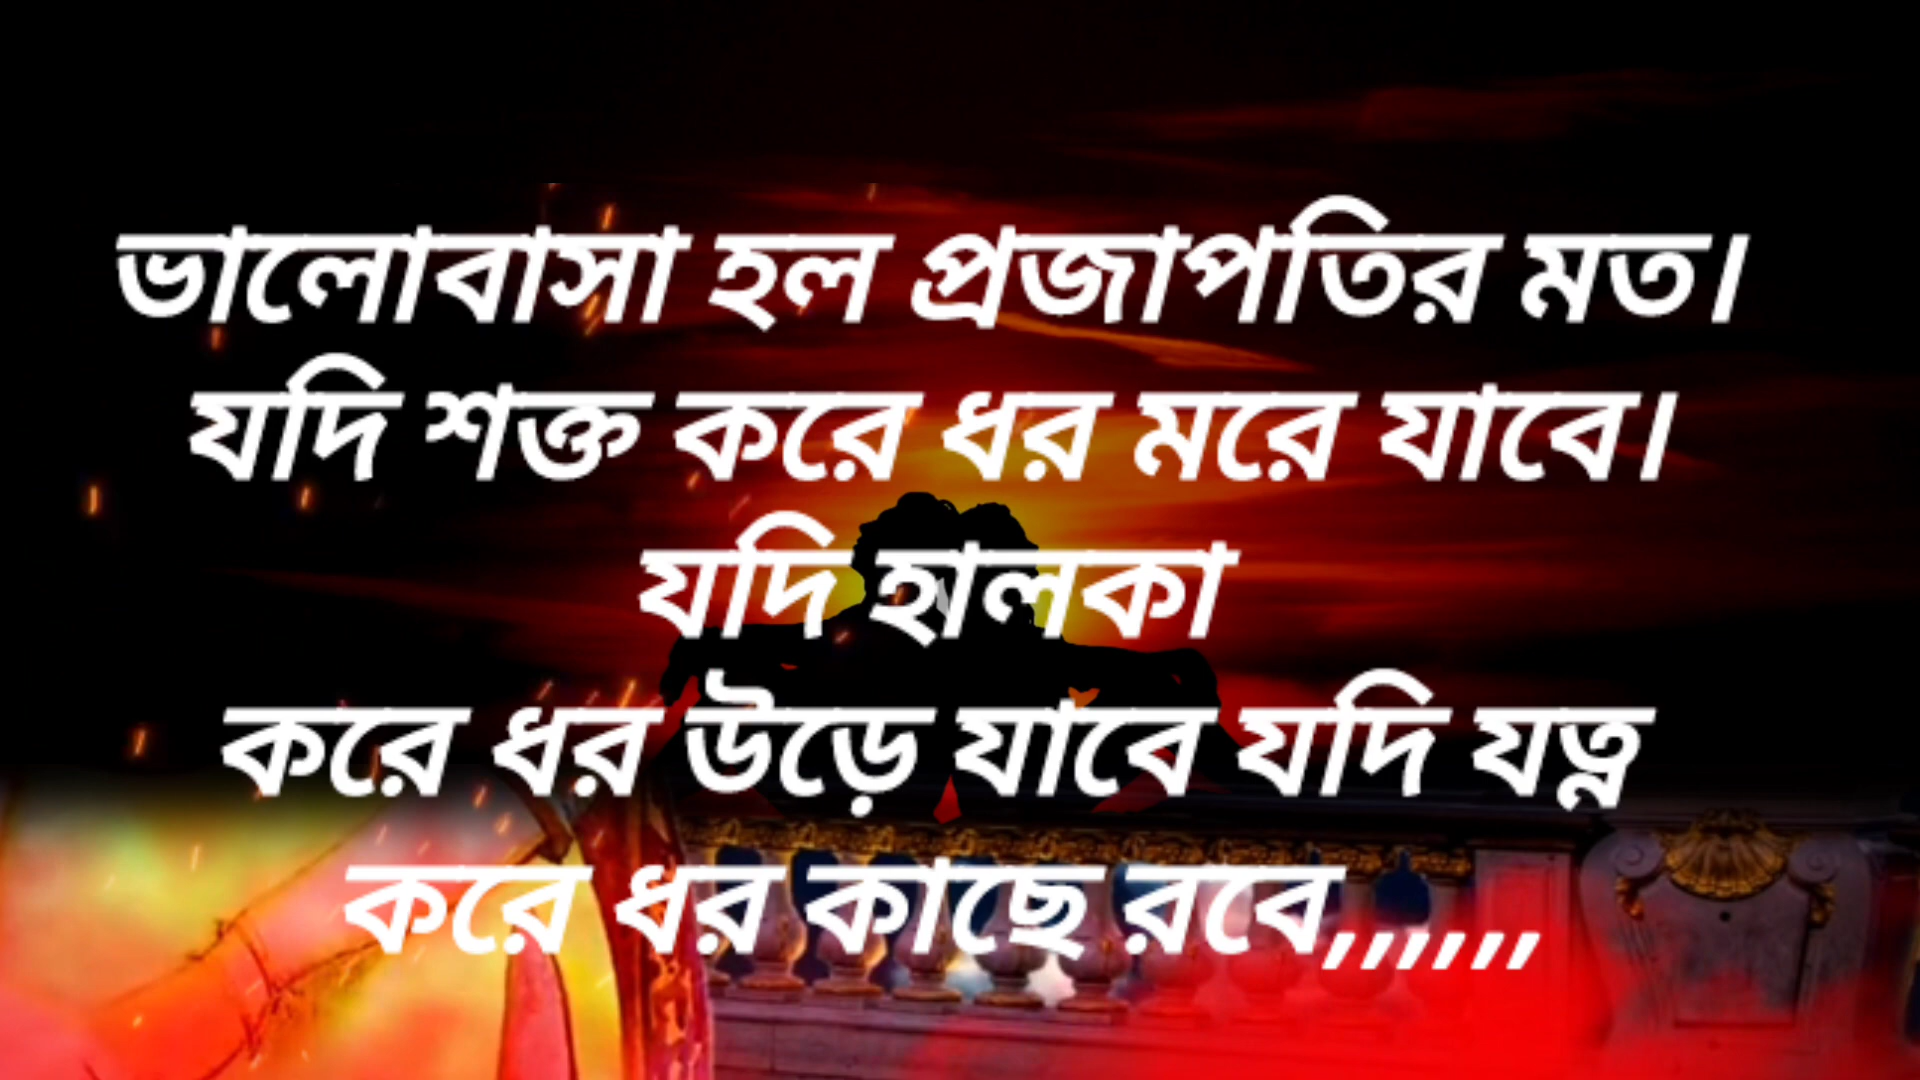 ভালোবাসা হল প্রজাপতির মত।
যদি শক্ত করে ধর মরে যাবে।
যদি হালকা
করে ধর উড়ে যাবে যদি যত্ন
করে ধর কাছে রবে,,,,,,